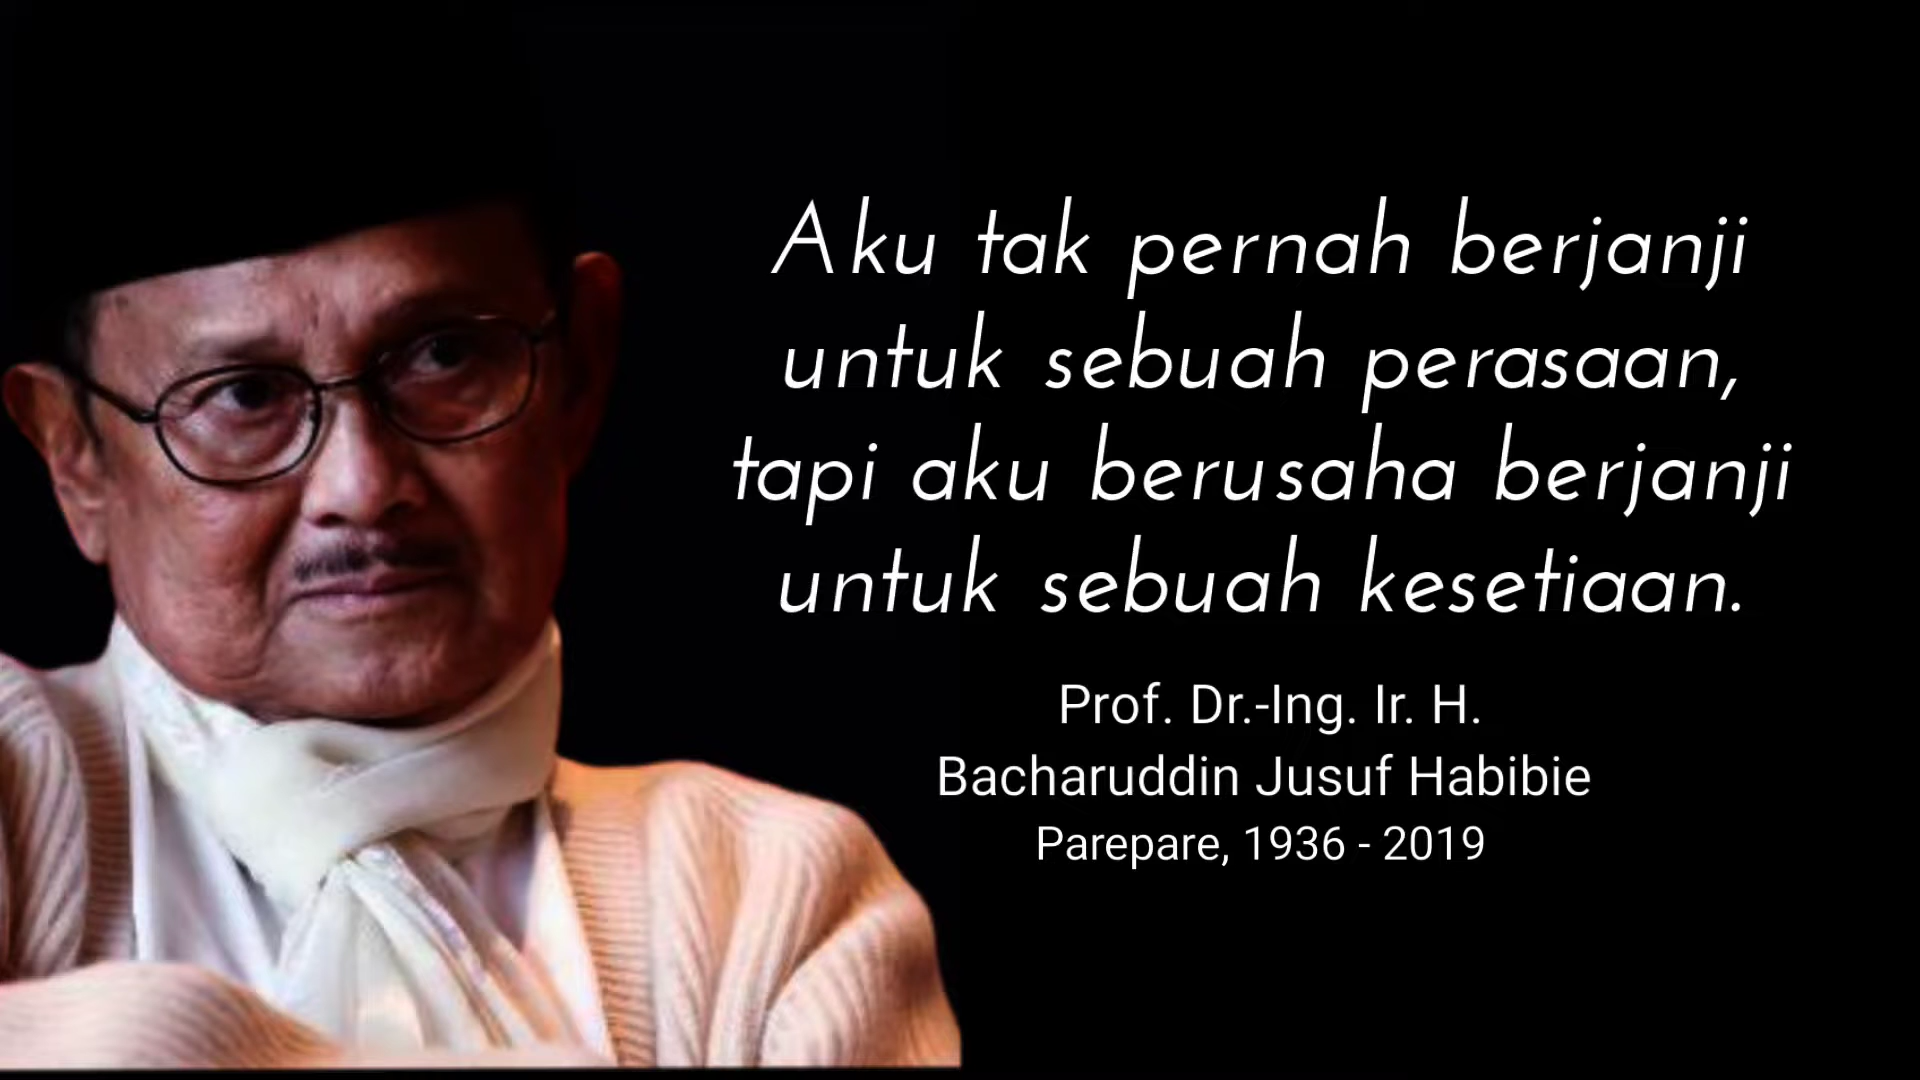 Aku tak pernah berjanji
untuk sebuah perasaan,
tapi aku berusaha berjanji
untuk sebuah kesetiaan.
Prof. Dr.-Ing. Ir. H.
Bacharuddin Jusuf Habibie
Parepare, 1936 - 2019